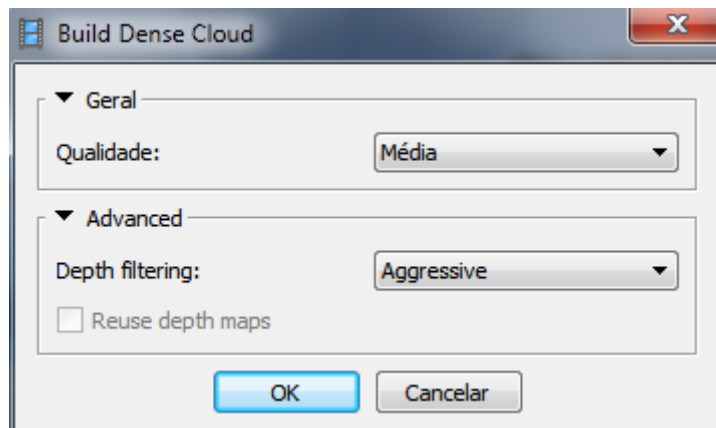 Build Dense Cloud
Geral
Qualidade: Média
Advanced
Depth filtering: Aggressive
Reuse depth maps
OK Cancelar